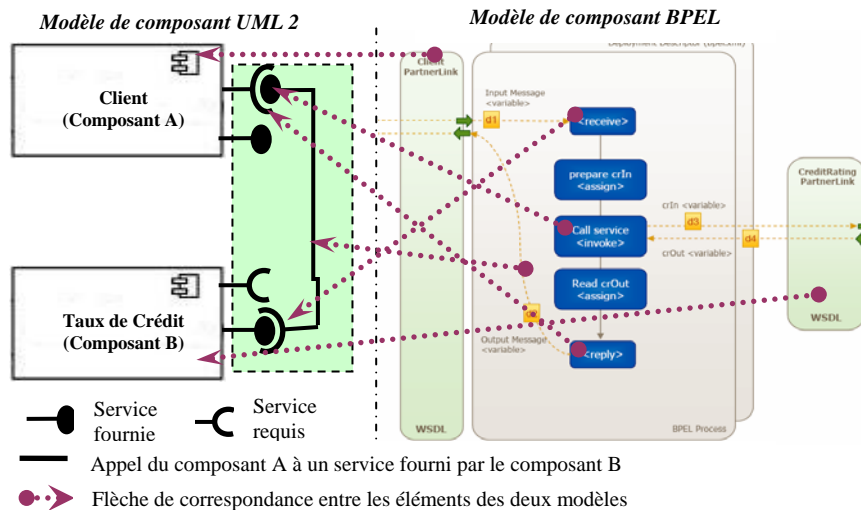 Modèle de composant UML 2
Modèle de composant BPEL
Client
(Composant A)
Taux de Crédit
(Composant B)
Client
PartnerLink
WSDL
Input Message
<variable>
d1
<receive>
prepare crIn
<assign>
Call service
<invoke>
Read crOut
<assign>
<reply>
crIn <variable>
d3
d4
crOut <variable>
Output Message
<variable>
BPEL Process
CreditRating
PartnerLink
WSDL
Service
fournie
Service
requis
Appel du composant A à un service fourni par le composant B
Flèche de correspondance entre les éléments des deux modèles